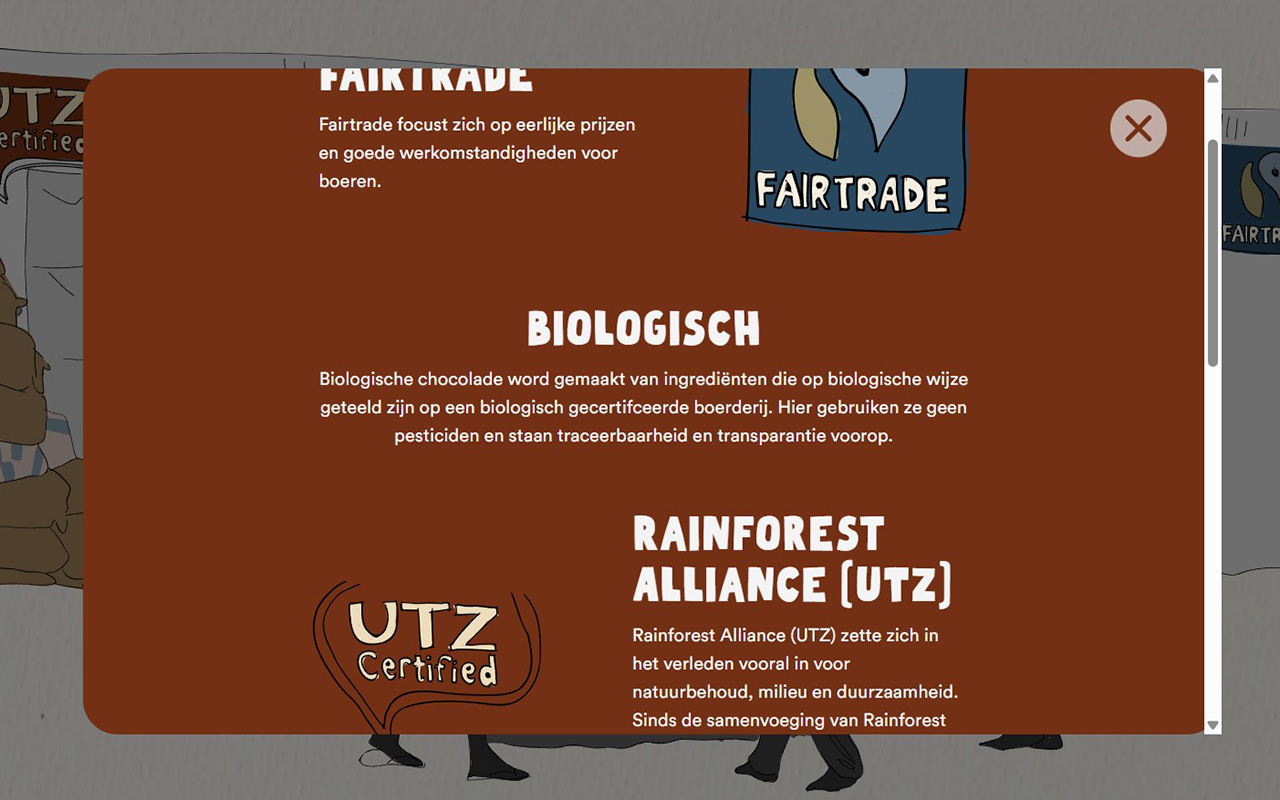 UTZ
ertified
FAIRTRADE
Fairtrade focust zich op eerlijke prijzen
en goede werkomstandigheden voor
boeren.
FAIRTRADE
FAIRTR
BIOLOGISCH
Biologische chocolade word gemaakt van ingrediënten die op biologische wijze
geteeld zijn op een biologisch gecertifceerde boerderij. Hier gebruiken ze geen
pesticiden en staan traceerbaarheid en transparantie voorop.
RAINFOREST
ALLIANCE (UTZ)
UTZ
Certified
Rainforest Alliance (UTZ) zette zich in
het verleden vooral in voor
natuurbehoud, milieu en duurzaamheid.
Sinds de samenvoeging van Rainforest